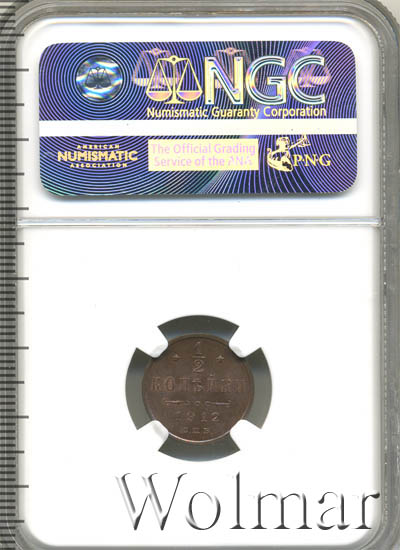 NGC
Numismatic Guaranty Corporation
AMERICAN
NUMISMATIC
ASSOCIATION
The Official Grading
Service of the PNG
P·N·G
1/2
КОПѢЙКИ
1912
С.П.Б.
Wolmar